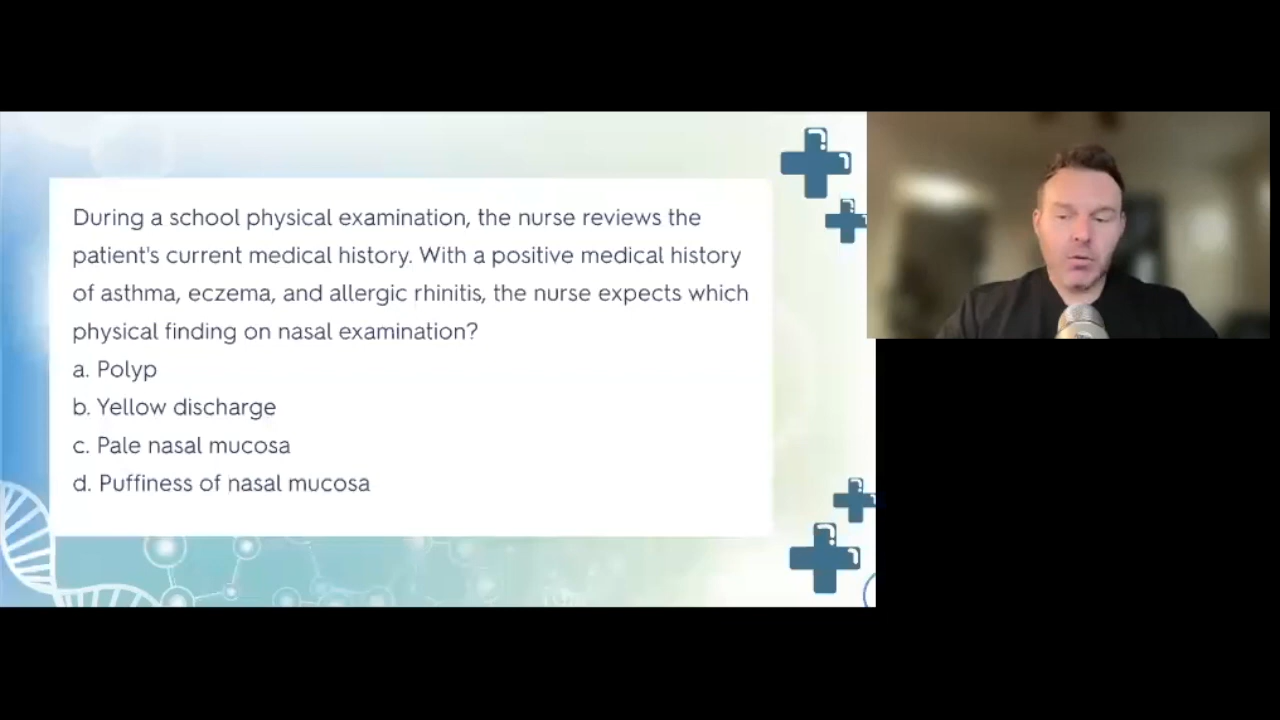 During a school physical examination, the nurse reviews the
patient's current medical history. With a positive medical history
of asthma, eczema, and allergic rhinitis, the nurse expects which
physical finding on nasal examination?
a. Polyp
b. Yellow discharge
c. Pale nasal mucosa
d. Puffiness of nasal mucosa